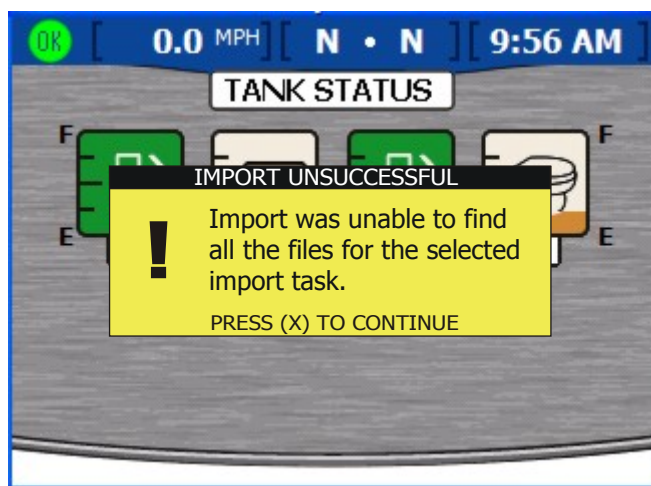 OK [ 0.0 MPH ][ N • N ][ 9:56 AM ]
TANK STATUS
F F
IMPORT UNSUCCESSFUL
! Import was unable to find
all the files for the selected
import task.
PRESS (X) TO CONTINUE
E E